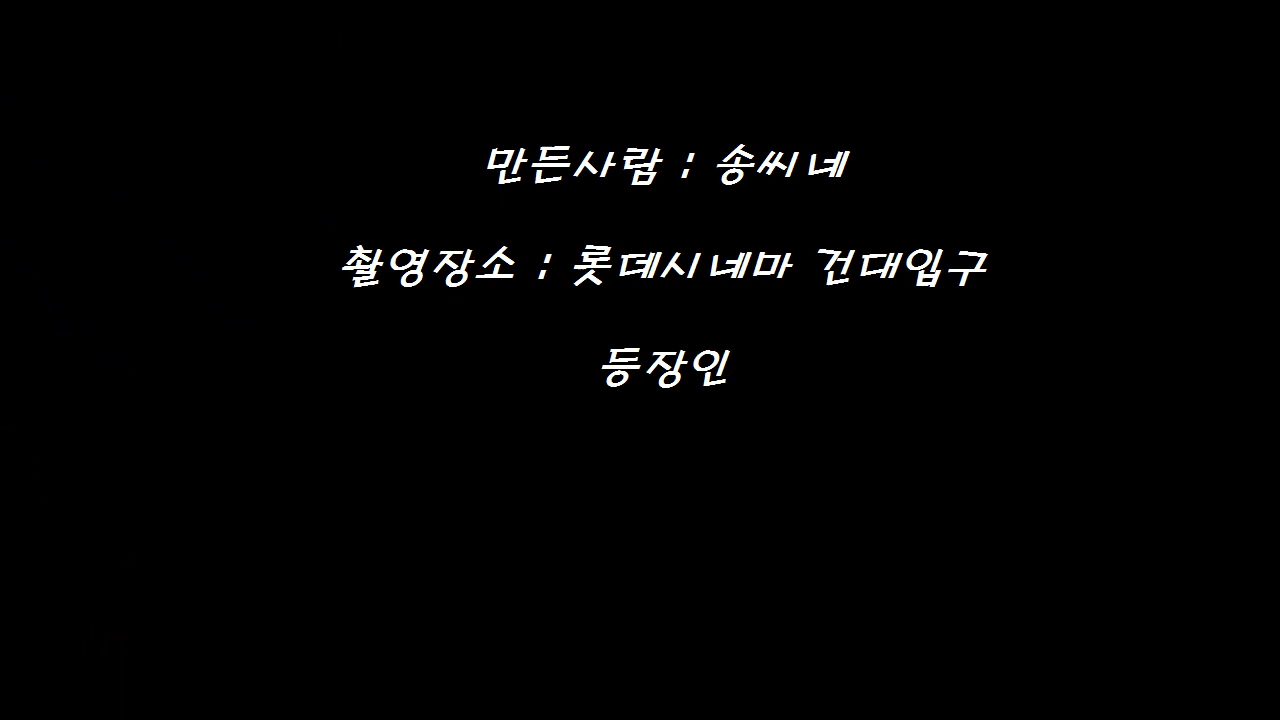 만든사람 : 송씨네
촬영장소 : 롯데시네마 건대입구
등장인